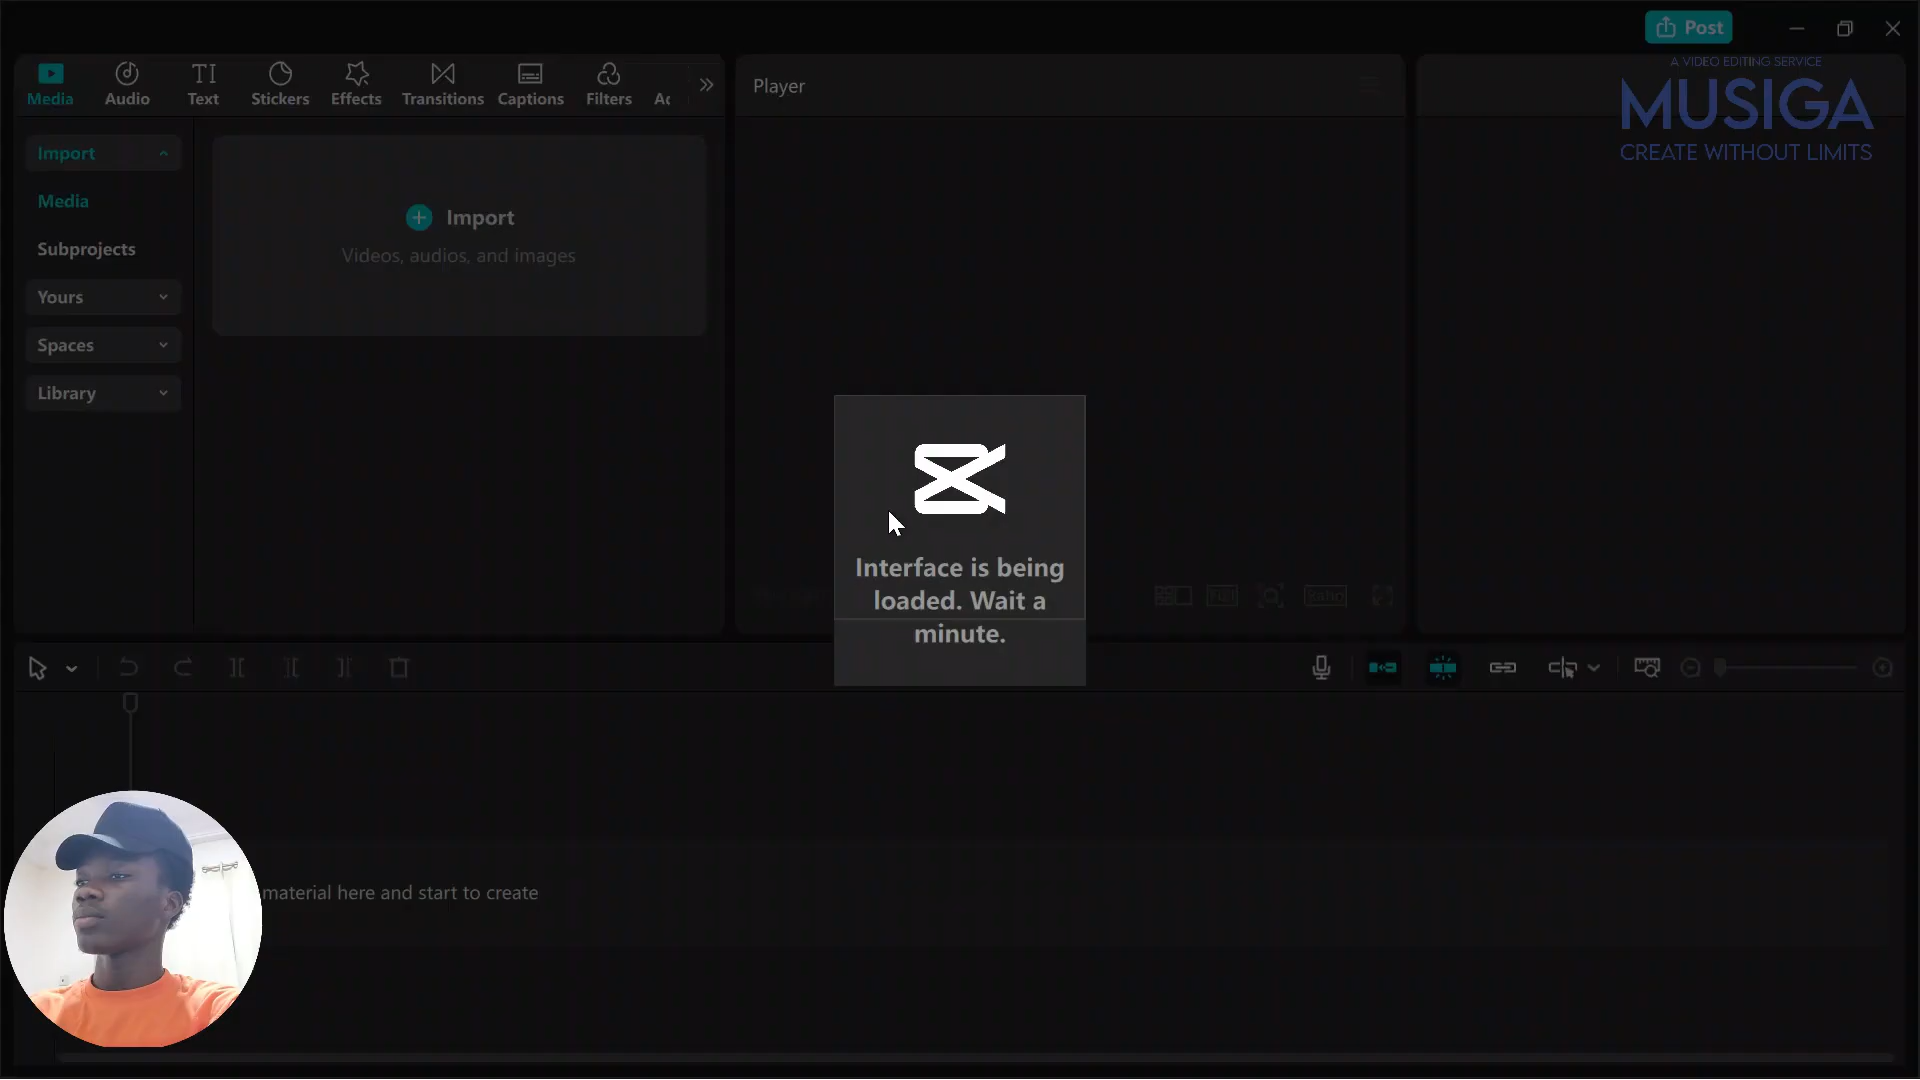 Post
A VIDEO EDITING SERVICE
MUSIGA
CREATE WITHOUT LIMITS
Media
Audio
Text
Stickers
Effects
Transitions
Captions
Filters
Player
Import
Media
Subprojects
Yours
Spaces
Library
Import
Videos, audios, and images
Interface is being
loaded. Wait a
minute.
Full
Ratio
material here and start to create